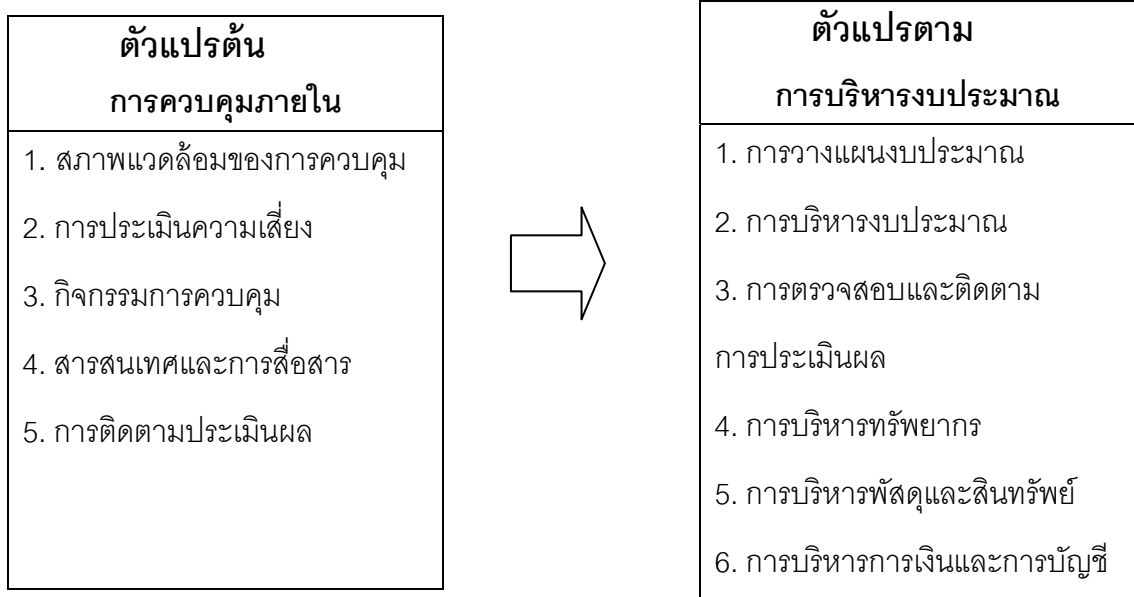 ตัวแปรต้น
การควบคุมภายใน
1. สภาพแวดล้อมของการควบคุม
2. การประเมินความเสี่ยง
3. กิจกรรมการควบคุม
4. สารสนเทศและการสื่อสาร
5. การติดตามประเมินผล
ตัวแปรตาม
การบริหารงบประมาณ
1. การวางแผนงบประมาณ
2. การบริหารงบประมาณ
3. การตรวจสอบและติดตาม
การประเมินผล
4. การบริหารทรัพยากร
5. การบริหารพัสดุและสินทรัพย์
6. การบริหารการเงินและการบัญชี